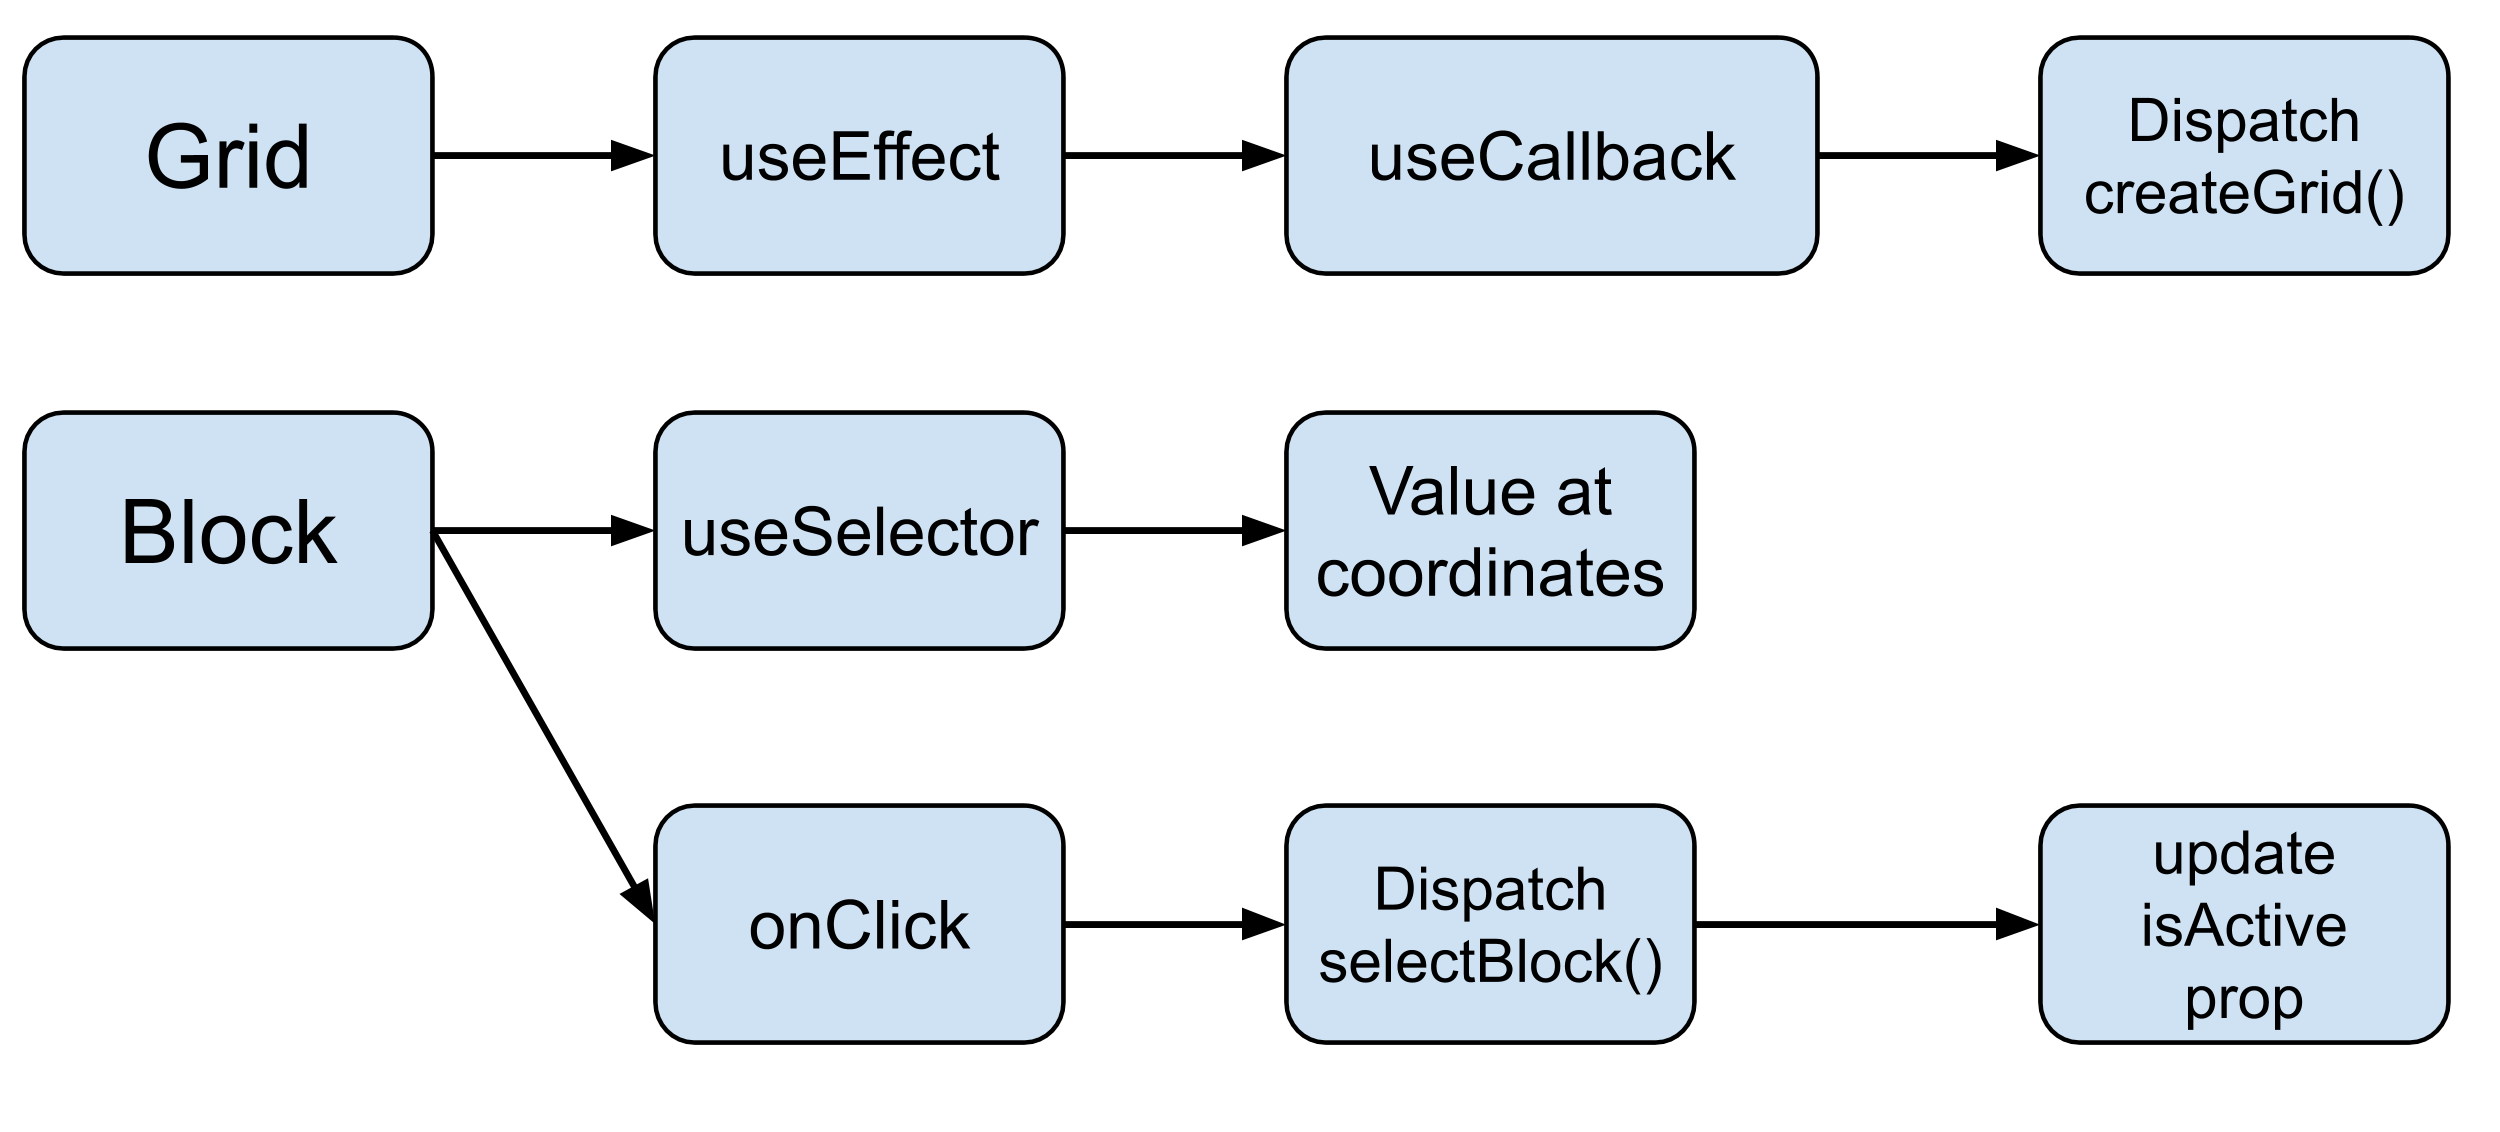 Grid
useEffect
useCallback
Dispatch
createGrid()
Block
useSelector
Value at
coordinates
onClick
Dispatch
selectBlock()
update
isActive
prop